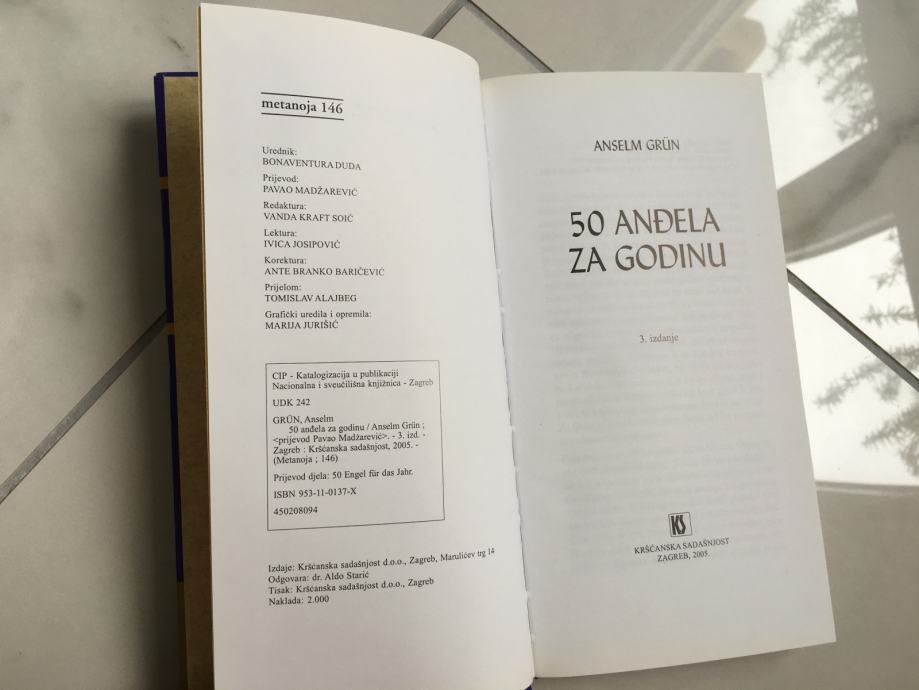 metanoja 146
Urednik:
BONAVENTURA DUDA
Prijevod:
PAVAO MADŽAREVIĆ
Redaktura:
VANDA KRAFT SOIĆ
Lektura:
IVICA JOSIPOVIĆ
Korektura:
ANTE BRANKO BARIČEVIĆ
Prijelom:
TOMISLAV ALAJBEG
Grafički uredila i opremila:
MARIJA JURIŠIĆ
CIP - Katalogizacija u publikaciji
Nacionalna i sveučilišna knjižnica - Zagreb
UDK 242
GRÜN, Anselm
50 anđela za godinu / Anselm Grün ;
<prijevod Pavao Madžarević>. - 3. izd. -
Zagreb : Kršćanska sadašnjost, 2005. -
(Metanoja ; 146)
Prijevod djela: 50 Engel für das Jahr.
ISBN 953-11-0137-X
450208094
Izdaje: Kršćanska sadašnjost d.o.o., Zagreb, Marulićev trg 14
Odgovara: dr. Aldo Starić
Tisak: Kršćanska sadašnjost d.o.o., Zagreb
Naklada: 2.000
ANSELM GRÜN
50 ANĐELA
ZA GODINU
3. izdanje
KS
KRŠĆANSKA SADAŠNJOST
ZAGREB, 2005.